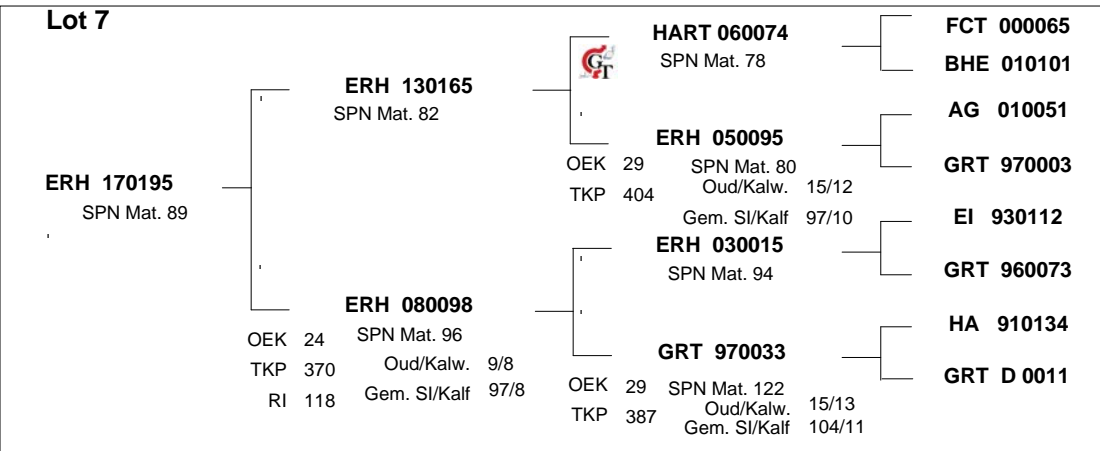 Lot 7
ERH 170195
SPN Mat. 89
ERH 130165
SPN Mat. 82
ERH 080098
OEK 24 SPN Mat. 96
TKP 370 Oud/Kalw. 9/8
RI 118 Gem. SI/Kalf 97/8
HART 060074
SPN Mat. 78
GT
ERH 050095
OEK 29 SPN Mat. 80
TKP 404 Oud/Kalw. 15/12
Gem. SI/Kalf 97/10
ERH 030015
SPN Mat. 94
GRT 970033
OEK 29 SPN Mat. 122
TKP 387 Oud/Kalw. 15/13
Gem. SI/Kalf 104/11
FCT 000065
BHE 010101
AG 010051
GRT 970003
EI 930112
GRT 960073
HA 910134
GRT D 0011